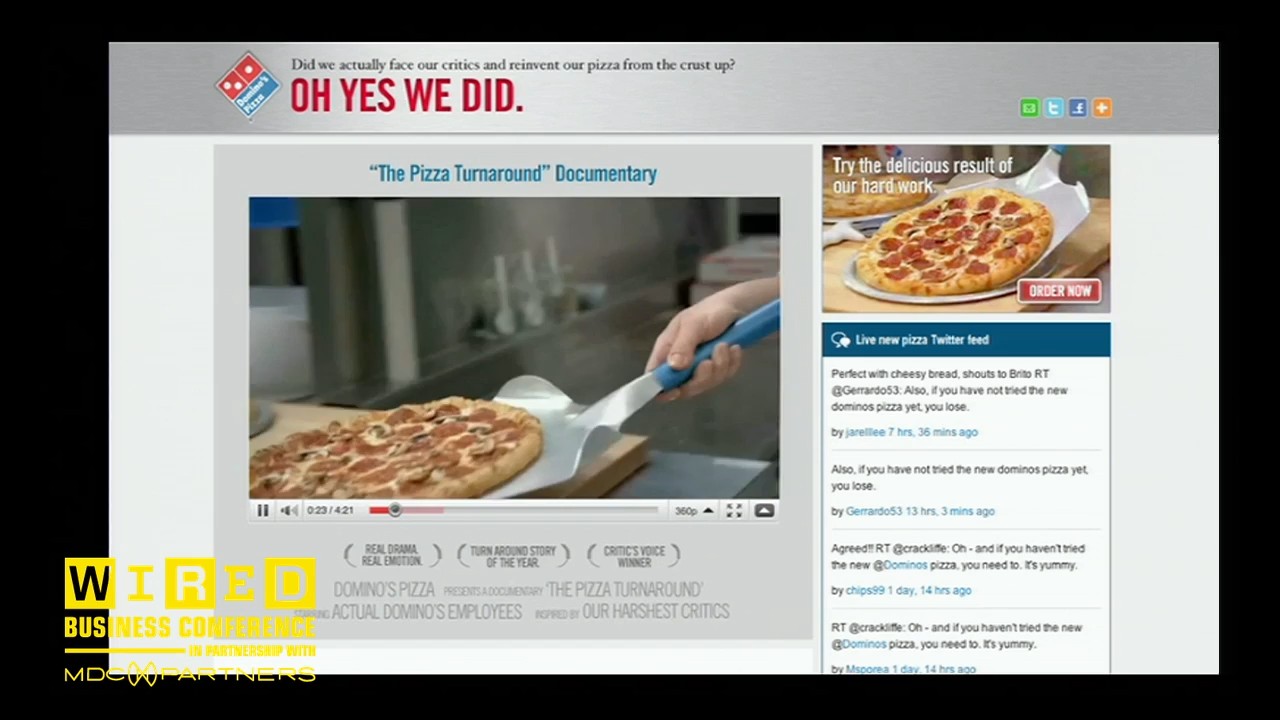 Did we actually face our critics and reinvent our pizza from the crust up?
OH YES WE DID.
Domino's
Pizza
"The Pizza Turnaround" Documentary
0:23 / 4:21
360p
REAL DRAMA.
REAL EMOTION.
TURN AROUND STORY
OF THE YEAR.
CRITIC'S VOICE
WINNER
DOMINO'S PIZZA PRESENTS A DOCUMENTARY 'THE PIZZA TURNAROUND'
STARRING ACTUAL DOMINO'S EMPLOYEES INSPIRED BY OUR HARSHEST CRITICS
Try the delicious result of
our hard work.
ORDER NOW
Live new pizza Twitter feed
Perfect with cheesy bread, shouts to Brito RT
@Gerrardo53: Also, if you have not tried the new
dominos pizza yet, you lose.
by jarelllee 7 hrs, 36 mins ago
Also, if you have not tried the new dominos pizza yet,
you lose.
by Gerrardo53 13 hrs, 3 mins ago
Agreed!! RT @crackliffe: Oh - and if you haven't tried
the new @Dominos pizza, you need to. It's yummy.
by chips99 1 day, 14 hrs ago
RT @crackliffe: Oh - and if you haven't tried the new
@Dominos pizza, you need to. It's yummy.
by Msporea 1 day, 14 hrs ago
WIRED
BUSINESS CONFERENCE
IN PARTNERSHIP WITH
MDC PARTNERS